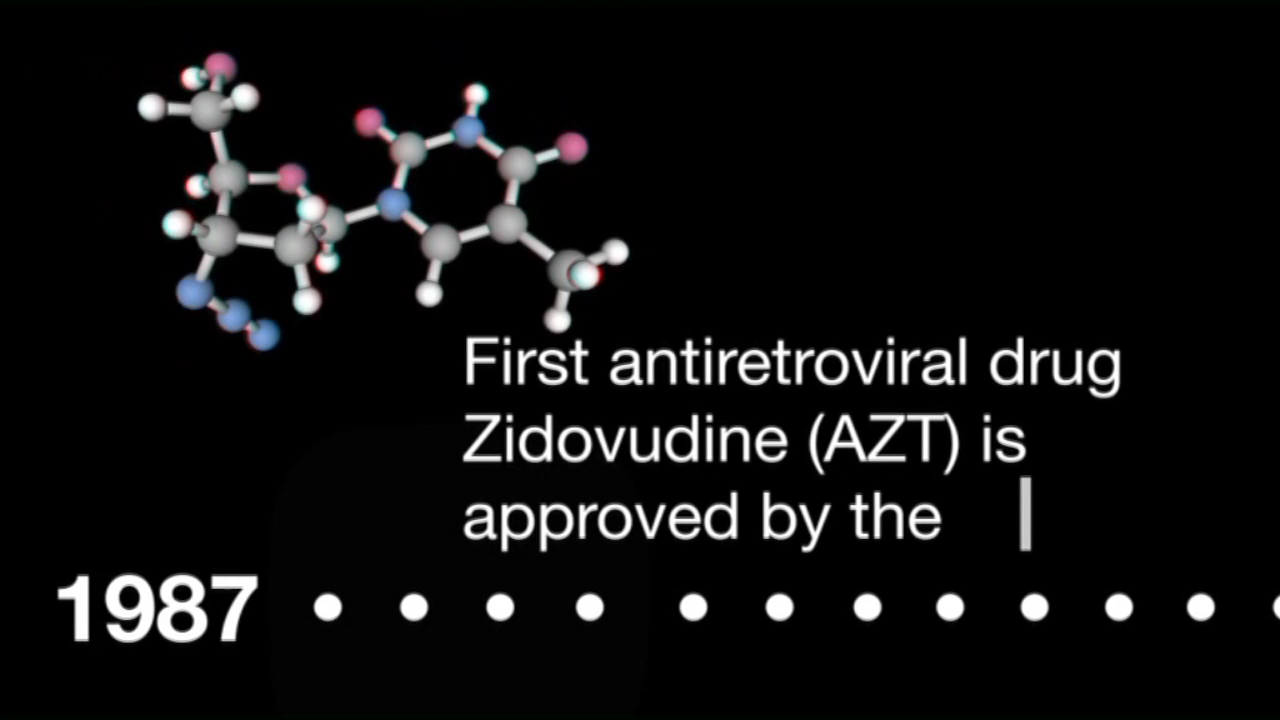 First antiretroviral drug
Zidovudine (AZT) is
approved by the
1987